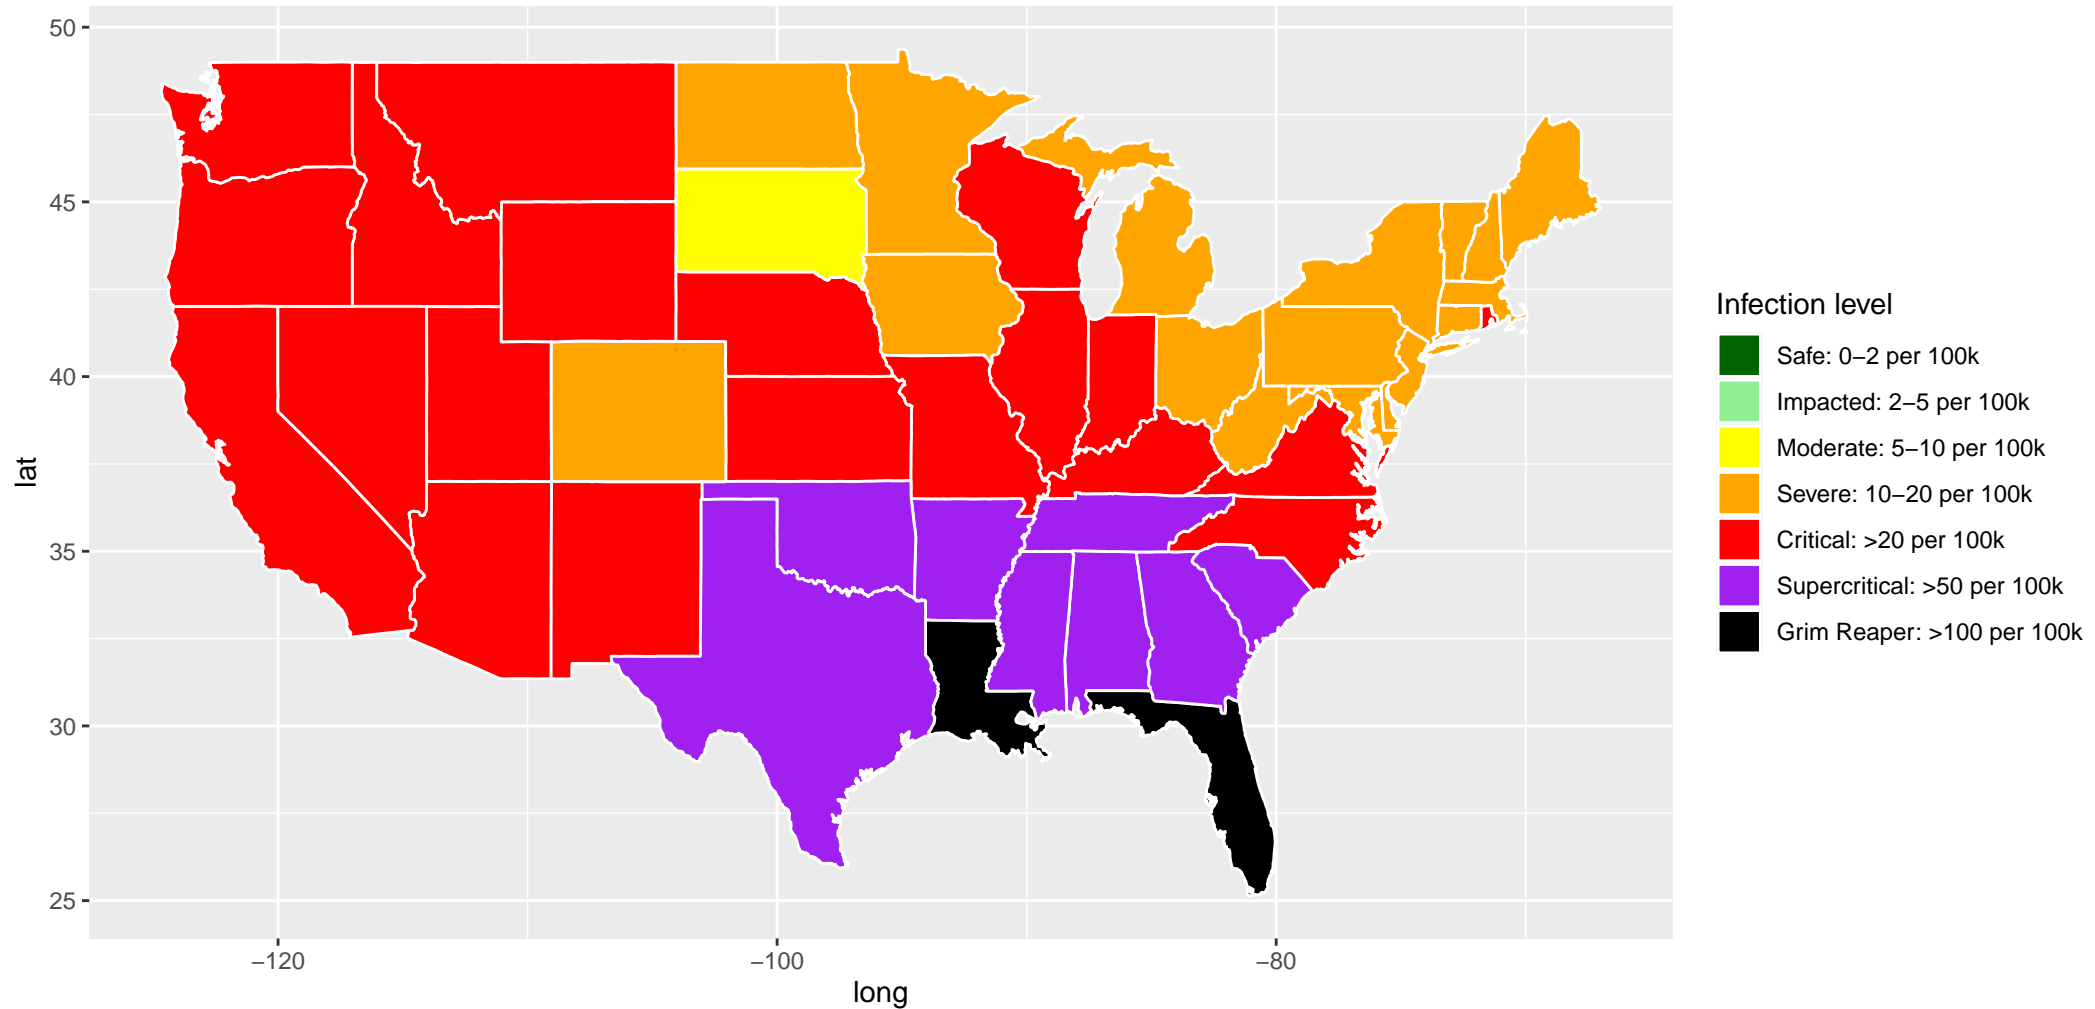 50
45
40
35
30
25
lat
−120
−100
−80
long
Infection level
Safe: 0−2 per 100k
Impacted: 2−5 per 100k
Moderate: 5−10 per 100k
Severe: 10−20 per 100k
Critical: >20 per 100k
Supercritical: >50 per 100k
Grim Reaper: >100 per 100k